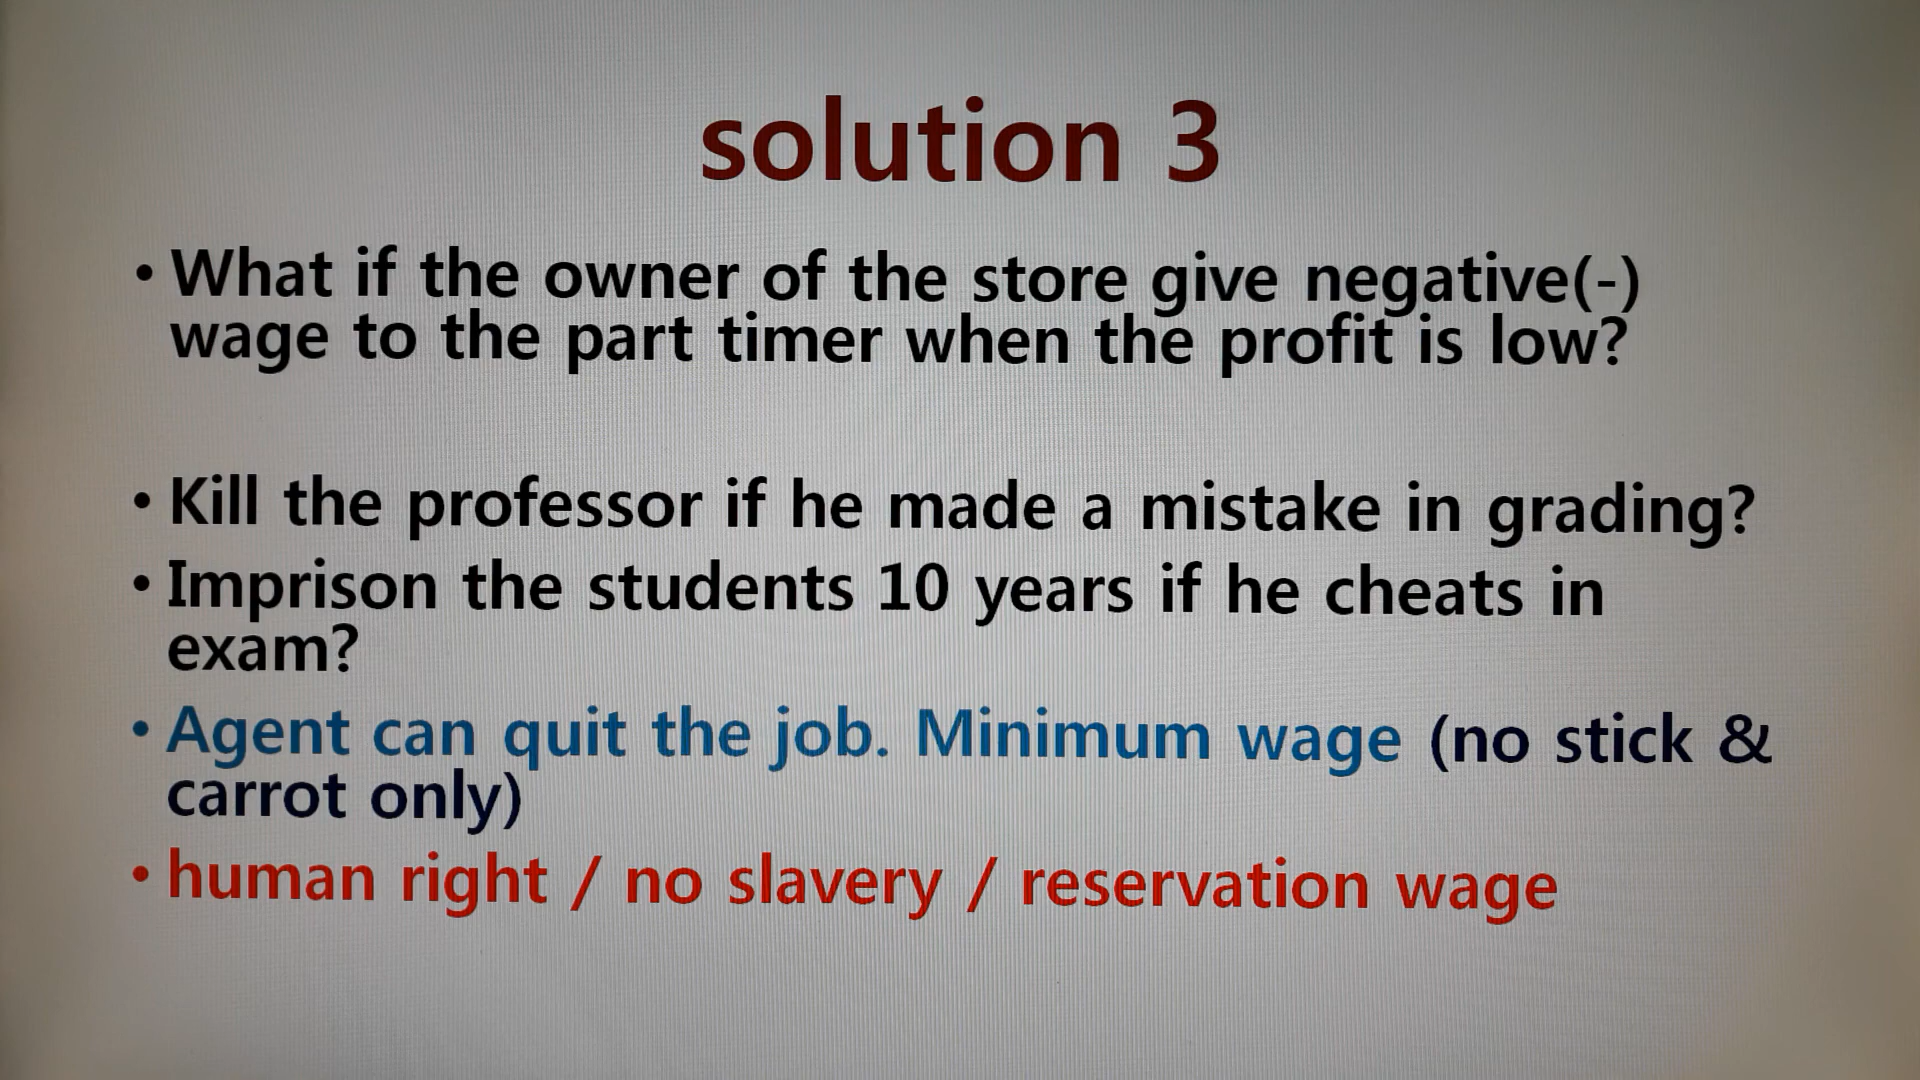 solution 3
• What if the owner of the store give negative(-)
wage to the part timer when the profit is low?
• Kill the professor if he made a mistake in grading?
• Imprison the students 10 years if he cheats in
exam?
• Agent can quit the job. Minimum wage (no stick &
carrot only)
• human right / no slavery / reservation wage